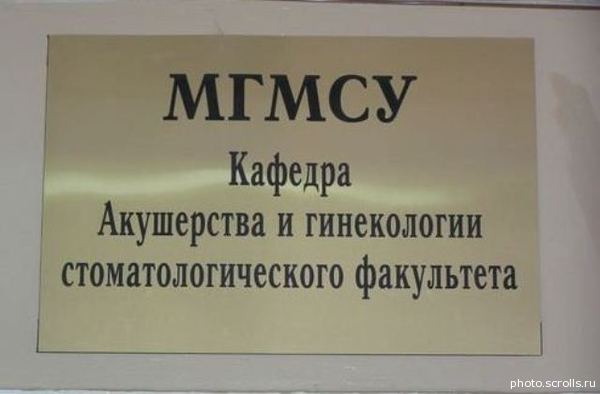 МГМСУ
Кафедра
Акушерства и гинекологии
стоматологического факультета
photo.scrolls.ru